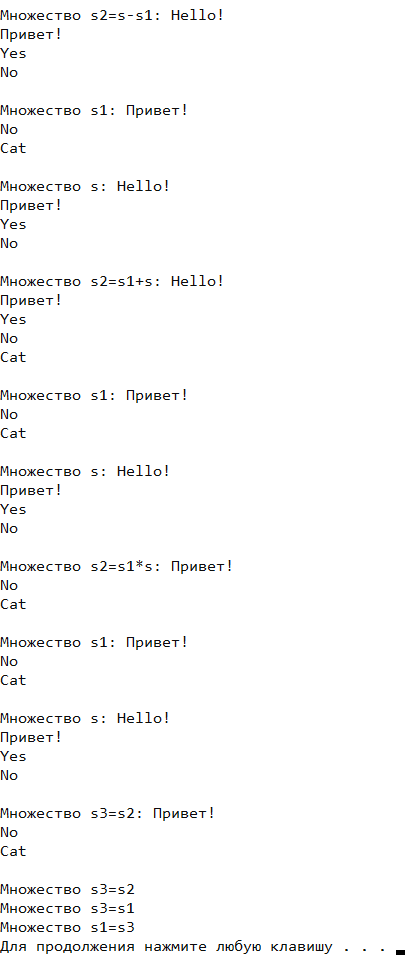 Множество s2=s-s1: Hello!
Привет!
Yes
No

Множество s1: Привет!
No
Cat

Множество s: Hello!
Привет!
Yes
No

Множество s2=s1+s: Hello!
Привет!
Yes
No
Cat

Множество s1: Привет!
No
Cat

Множество s: Hello!
Привет!
Yes
No

Множество s2=s1*s: Привет!
No
Cat

Множество s1: Привет!
No
Cat

Множество s: Hello!
Привет!
Yes
No

Множество s3=s2: Привет!
No
Cat

Множество s3=s2
Множество s3=s1
Множество s1=s3
Для продолжения нажмите любую клавишу . . .